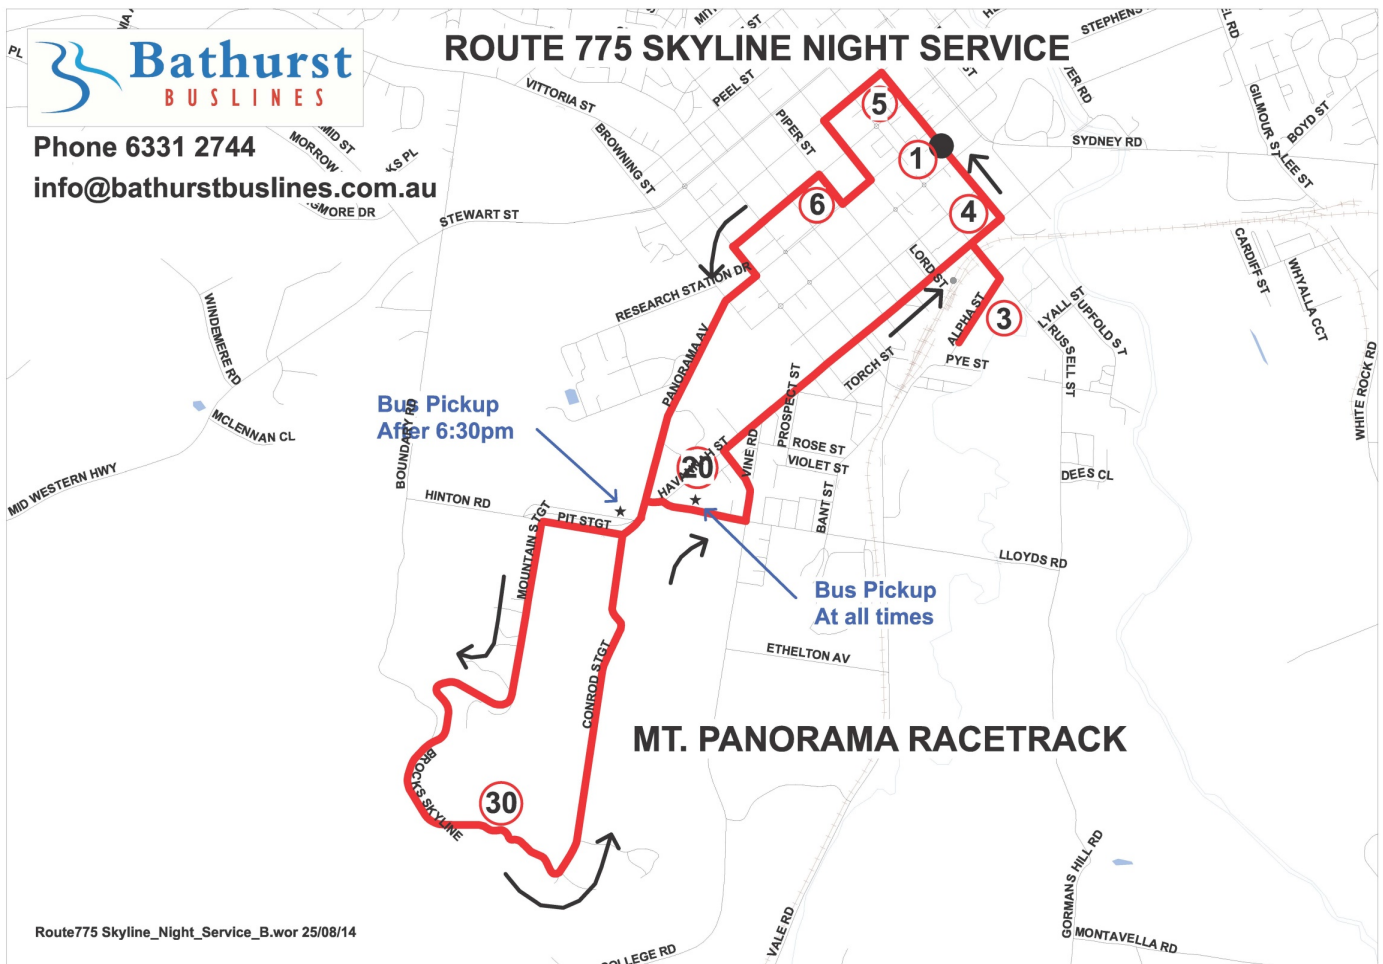 ROUTE 775 SKYLINE NIGHT SERVICE
Bathurst
BUSLINES
Phone 6331 2744
info@bathurstbuslines.com.au
PL
STEPHENS
GILMOUR ST
BOYD ST
LEE ST
SYDNEY RD
VITTORIA ST
PEEL ST
PIPER ST
BROWNING ST
MORROW
STEWART ST
5
1
4
6
3
LORD ST
RESEARCH STATION DR
CARDIFF ST
WHYALLA CCT
WHITE ROCK RD
LYALL ST
UPFOLD ST
RUSSELL ST
ALPHA ST
PYE ST
TORCH ST
WINDEMERE RD
MCLENNAN CL
MID WESTERN HWY
BOUNDARY RD
PANORAMA AV
Bus Pickup
After 6:30pm
PROSPECT ST
VINE RD
ROSE ST
VIOLET ST
HAVANNAH ST
20
BANT ST
DEES CL
HINTON RD
PIT STGT
MOUNTAIN STGT
LLOYDS RD
Bus Pickup
At all times
ETHELTON AV
CONROD STGT
MT. PANORAMA RACETRACK
BROCKS SKYLINE
30
GORMANS HILL RD
MONTAVELLA RD
VALE RD
Route775 Skyline_Night_Service_B.wor 25/08/14